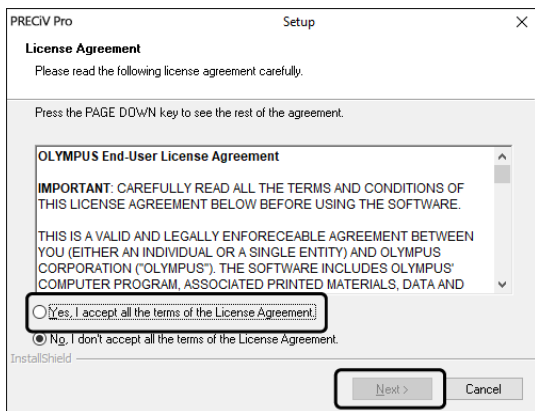 PRECiV Pro Setup
License Agreement
Please read the following license agreement carefully.
Press the PAGE DOWN key to see the rest of the agreement.
OLYMPUS End-User License Agreement
IMPORTANT: CAREFULLY READ ALL THE TERMS AND CONDITIONS OF
THIS LICENSE AGREEMENT BELOW BEFORE USING THE SOFTWARE.
THIS IS A VALID AND LEGALLY ENFORECEABLE AGREEMENT BETWEEN
YOU (EITHER AN INDIVIDUAL OR A SINGLE ENTITY) AND OLYMPUS
CORPORATION ("OLYMPUS"). THE SOFTWARE INCLUDES OLYMPUS'
COMPUTER PROGRAM, ASSOCIATED PRINTED MATERIALS, DATA AND
Yes, I accept all the terms of the License Agreement.
No, I don't accept all the terms of the License Agreement.
InstallShield
Next > Cancel